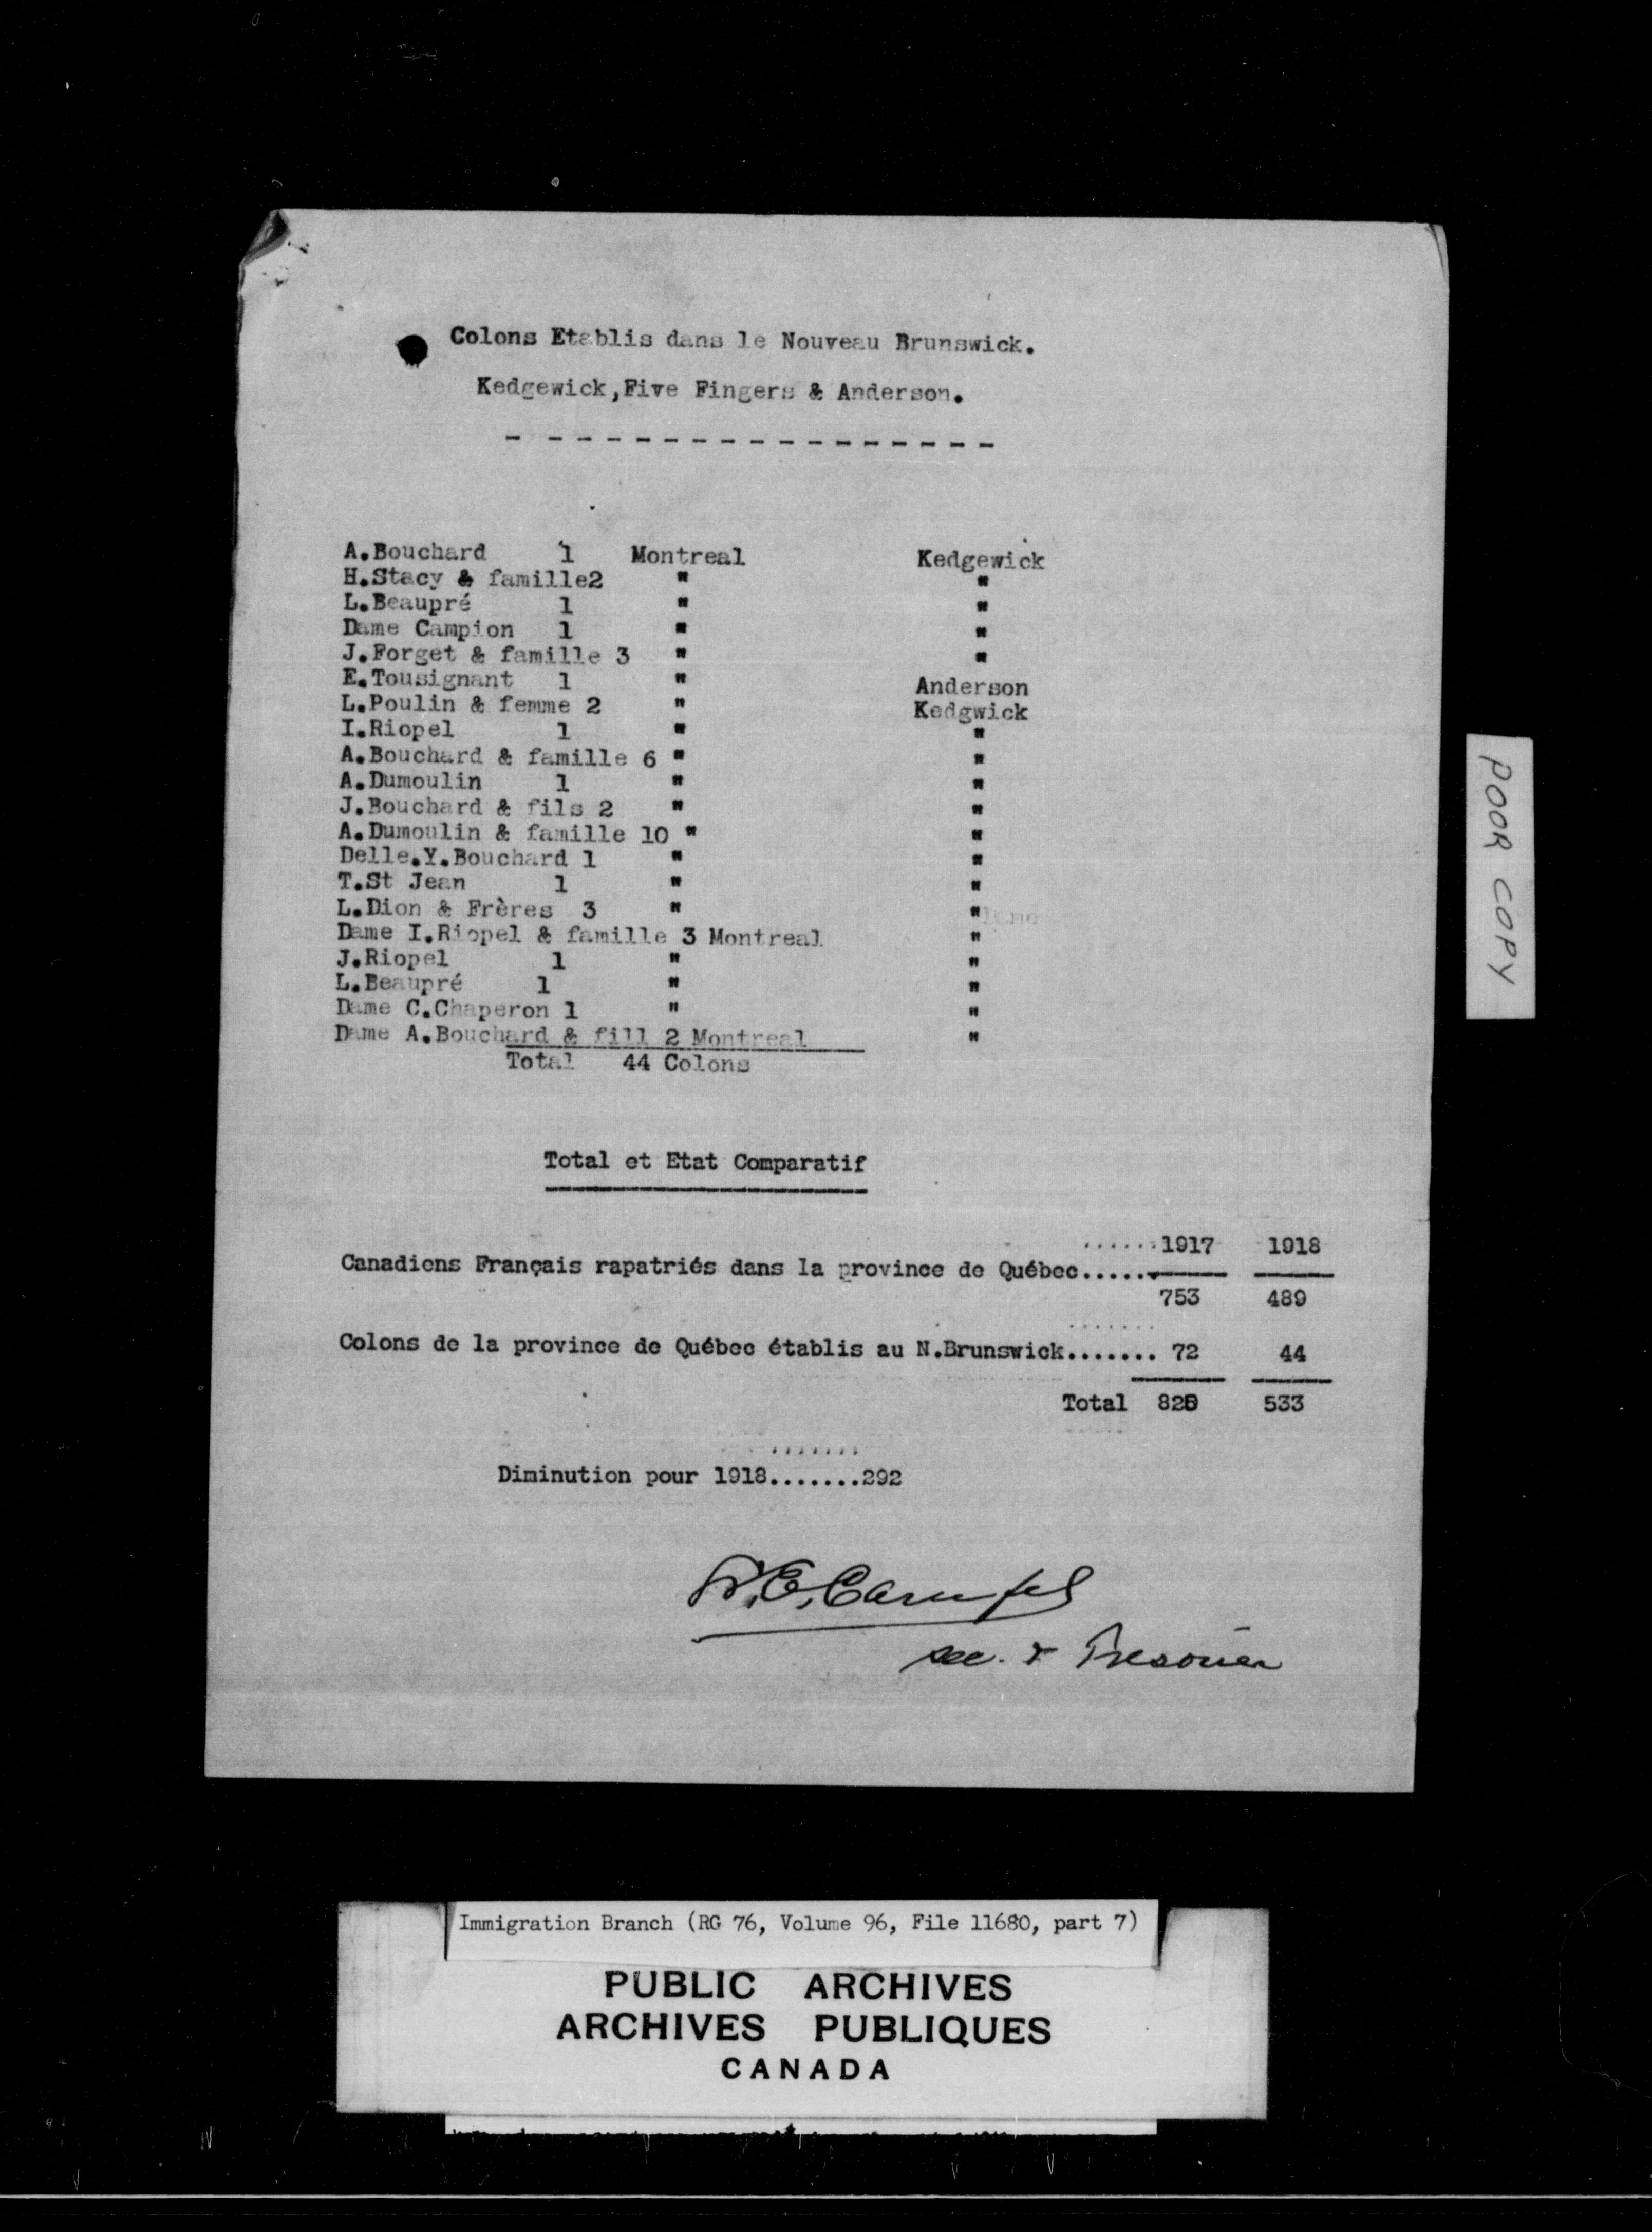 Colons Etablis dans le Nouveau Brunswick.
Kedgewick,Five Fingers & Anderson.
- - - - - - - - - - - - - - - - -
A.Bouchard 1 Montreal Kedgewick
H.Stacy & famille2 " "
L.Beaupré 1 " "
Dame Campion 1 " "
J.Forget & famille 3 " "
E.Tousignant 1 " Anderson
L.Poulin & femme 2 " Kedgwick
I.Riopel 1 " "
A.Bouchard & famille 6 " "
A.Dumoulin 1 " "
J.Bouchard & fils 2 " "
A.Dumoulin & famille 10 " "
Delle.Y.Bouchard 1 " "
T.St Jean 1 " "
L.Dion & Frères 3 " "
Dame I.Riopel & famille 3 Montreal "
J.Riopel 1 " "
L.Beaupré 1 " "
Dame C.Chaperon 1 " "
Dame A.Bouchard & fill 2 Montreal "
Total 44 Colons
Total et Etat Comparatif
......1917 1918
Canadiens Français rapatriés dans la province de Québec......
753 489
Colons de la province de Québec établis au N.Brunswick....... 72 44
Total 825 533
Diminution pour 1918.......292
sec. & Tresorier
POOR COPY
Immigration Branch (RG 76, Volume 96, File 11680, part 7)
PUBLIC ARCHIVES
ARCHIVES PUBLIQUES
CANADA